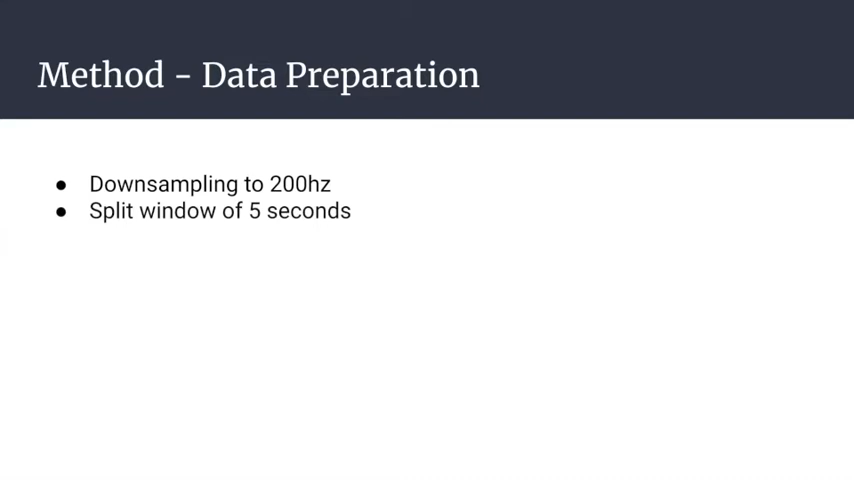 Method - Data Preparation
● Downsampling to 200hz
● Split window of 5 seconds